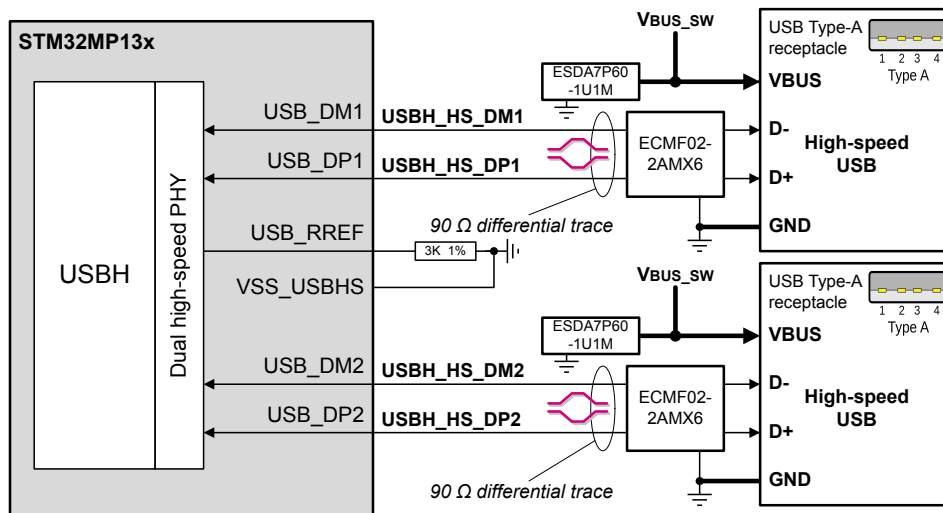 STM32MP13x
USBH
Dual high-speed PHY
USB_DM1
USB_DP1
USB_RREF
VSS_USBHS
USB_DM2
USB_DP2
USBH_HS_DM1
USBH_HS_DP1
3K 1%
90 Ω differential trace
VBUS_SW
ESDA7P60
-1U1M
ECMF02-
2AMX6
USB Type-A
receptacle
1 2 3 4
Type A
VBUS
D-
High-speed
USB
D+
GND
USBH_HS_DM2
USBH_HS_DP2
90 Ω differential trace
VBUS_SW
ESDA7P60
-1U1M
ECMF02-
2AMX6
USB Type-A
receptacle
1 2 3 4
Type A
VBUS
D-
High-speed
USB
D+
GND